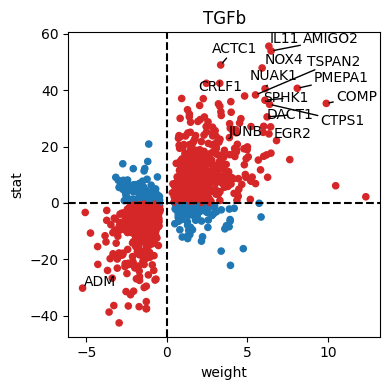 TGFb
60
40
20
0
−20
−40
stat
IL11 AMIGO2
ACTC1
NOX4
TSPAN2
NUAK1
PMEPA1
CRLF1
SPHK1
COMP
DACT1
CTPS1
JUNB
EGR2
ADM
−5 0 5 10
weight